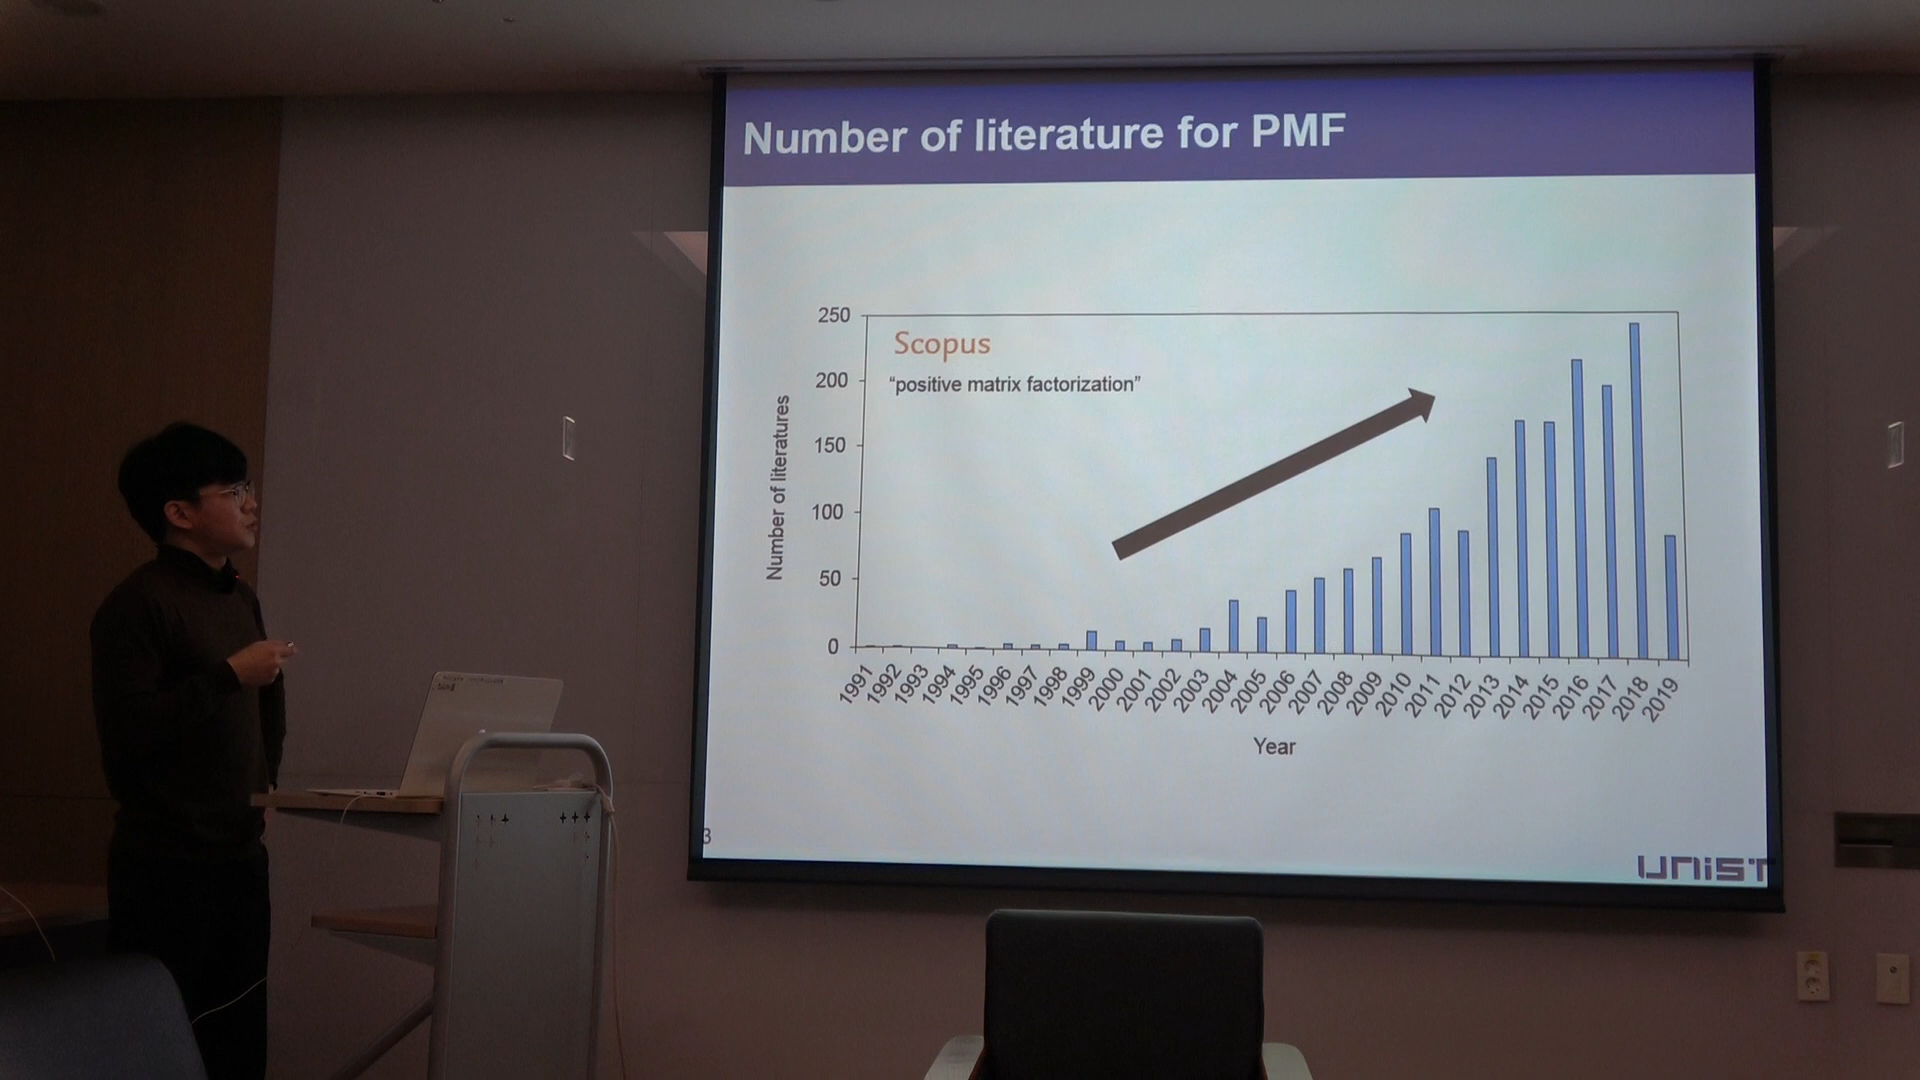 Number of literature for PMF
250
200
150
100
50
0
Number of literatures
Scopus
“positive matrix factorization”
1991 1992 1993 1994 1995 1996 1997 1998 1999 2000 2001 2002 2003 2004 2005 2006 2007 2008 2009 2010 2011 2012 2013 2014 2015 2016 2017 2018 2019
Year
3
UNIST